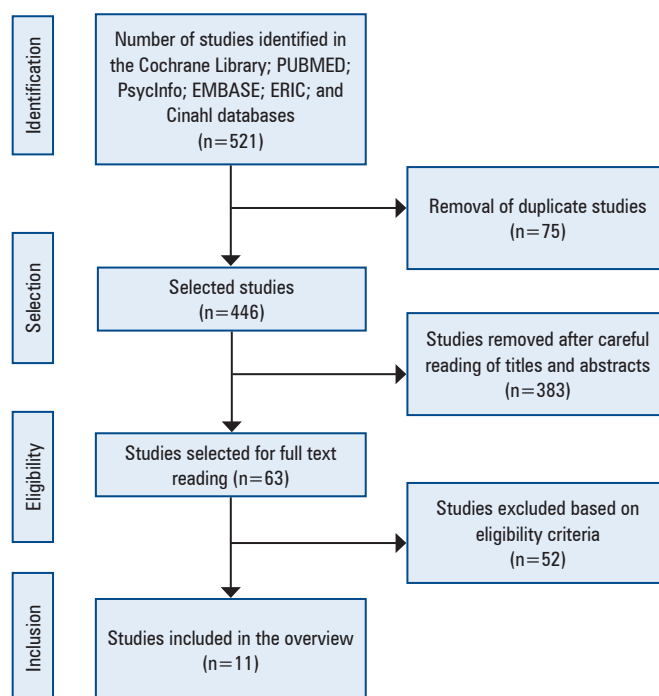 Identification
Number of studies identified in
the Cochrane Library; PUBMED;
PsycInfo; EMBASE; ERIC; and
Cinahl databases
(n=521)
Removal of duplicate studies
(n=75)
Selection
Selected studies
(n=446)
Studies removed after careful
reading of titles and abstracts
(n=383)
Eligibility
Studies selected for full text
reading (n=63)
Studies excluded based on
eligibility criteria
(n=52)
Inclusion
Studies included in the overview
(n=11)